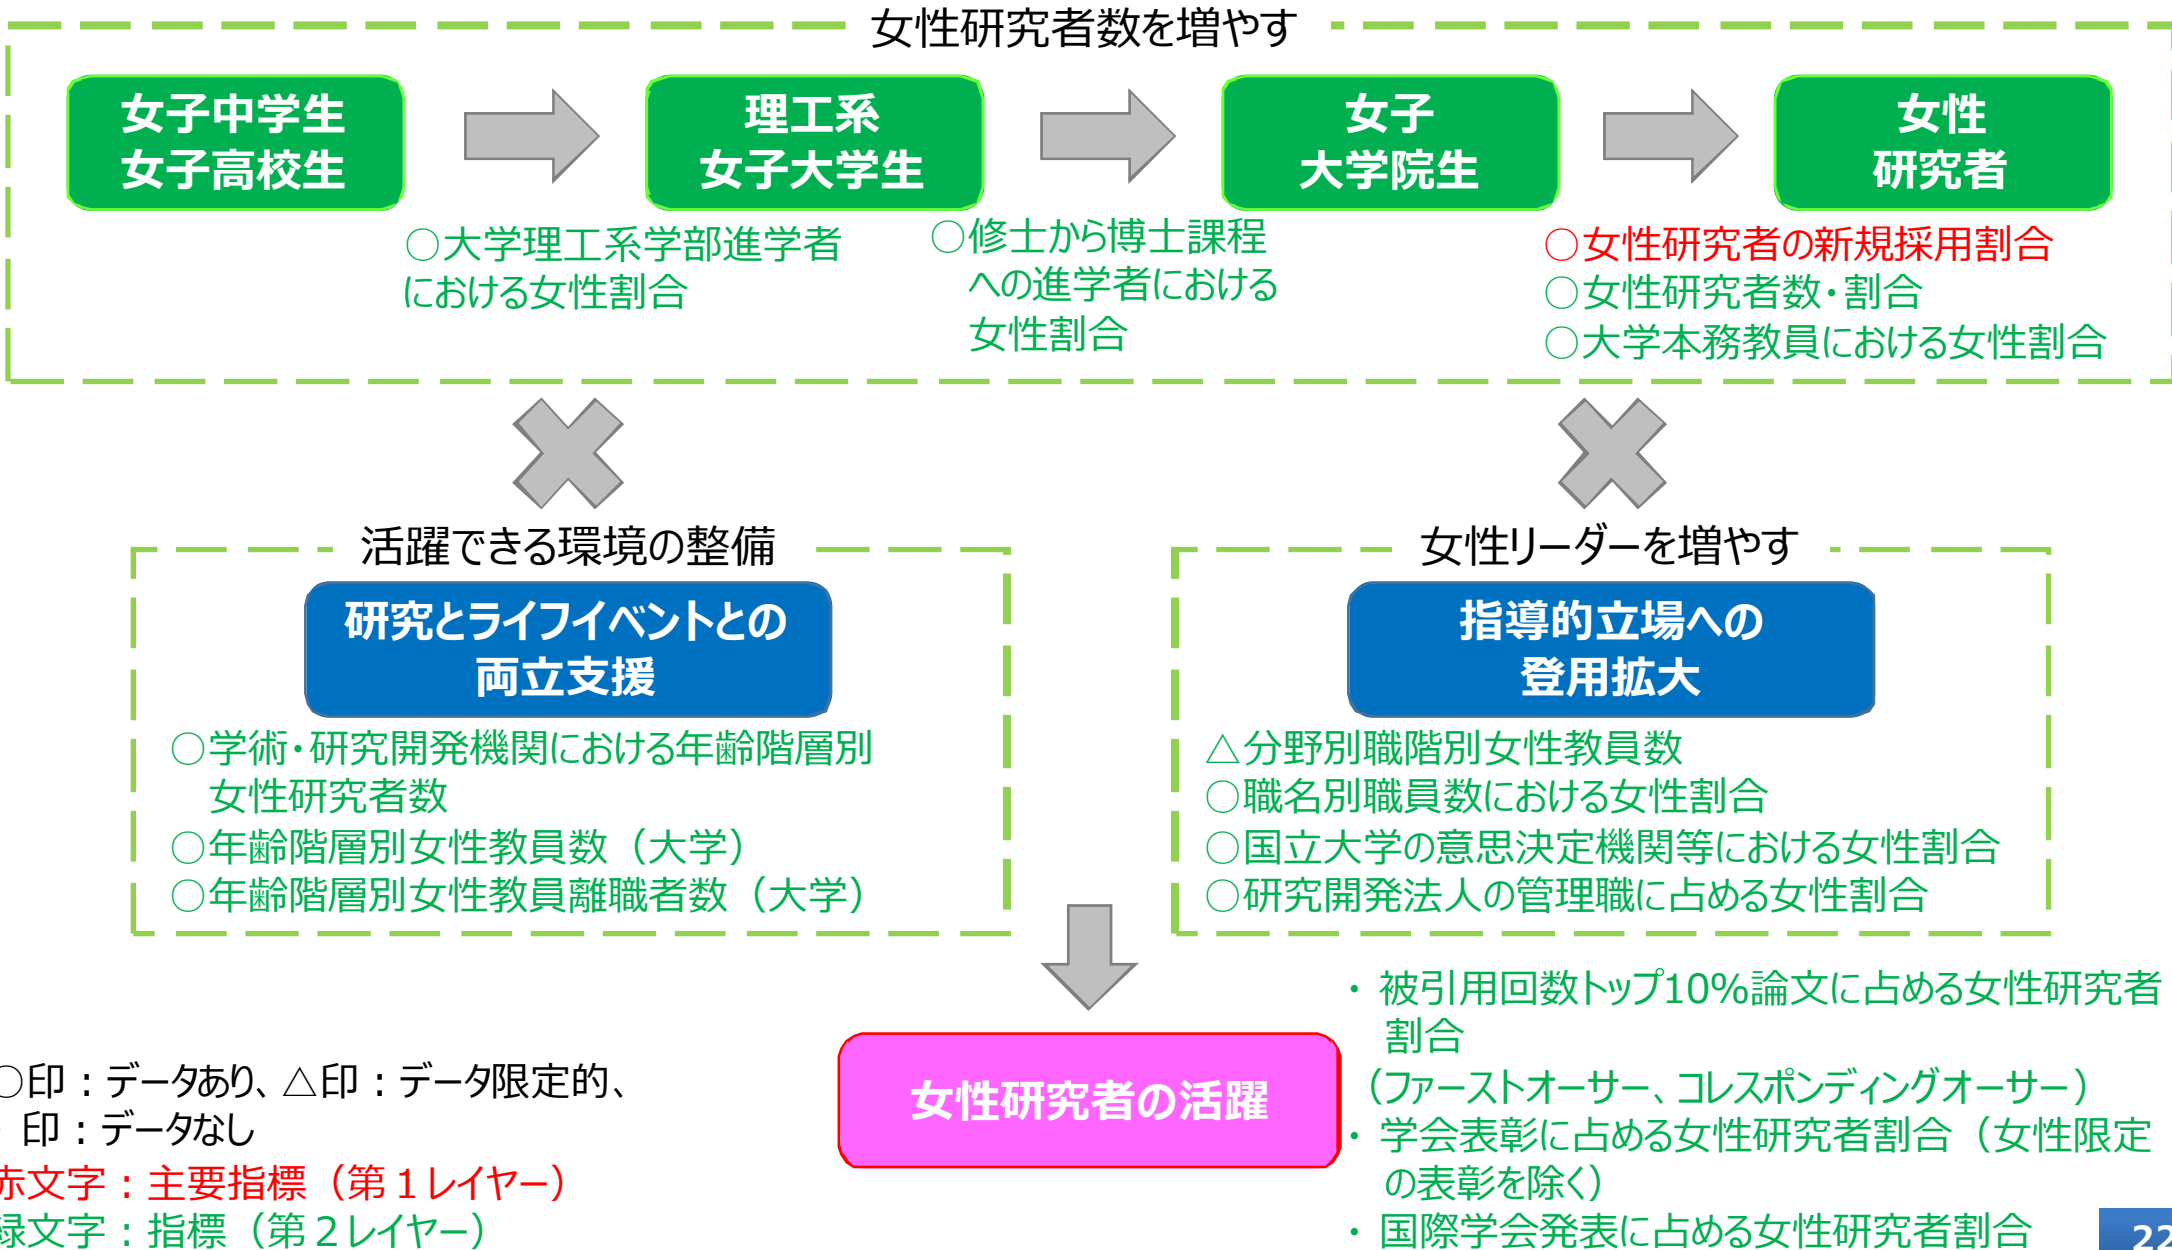 女性研究者数を増やす
女子中学生
女子高校生
理工系
女子大学生
女子
大学院生
女性
研究者
○大学理工系学部進学者
における女性割合
○修士から博士課程
への進学者における
女性割合
○女性研究者の新規採用割合
○女性研究者数・割合
○大学本務教員における女性割合
活躍できる環境の整備
研究とライフイベントとの
両立支援
○学術・研究開発機関における年齢階層別
女性研究者数
○年齢階層別女性教員数（大学）
○年齢階層別女性教員離職者数（大学）
女性リーダーを増やす
指導的立場への
登用拡大
△分野別職階別女性教員数
○職名別職員数における女性割合
○国立大学の意思決定機関等における女性割合
○研究開発法人の管理職に占める女性割合
女性研究者の活躍
・ 被引用回数トップ10%論文に占める女性研究者
割合
（ファーストオーサー、コレスポンディングオーサー）
・ 学会表彰に占める女性研究者割合（女性限定
の表彰を除く）
・ 国際学会発表に占める女性研究者割合
○印：データあり、△印：データ限定的、
・ 印：データなし
赤文字：主要指標（第１レイヤー）
緑文字：指標（第２レイヤー）
22